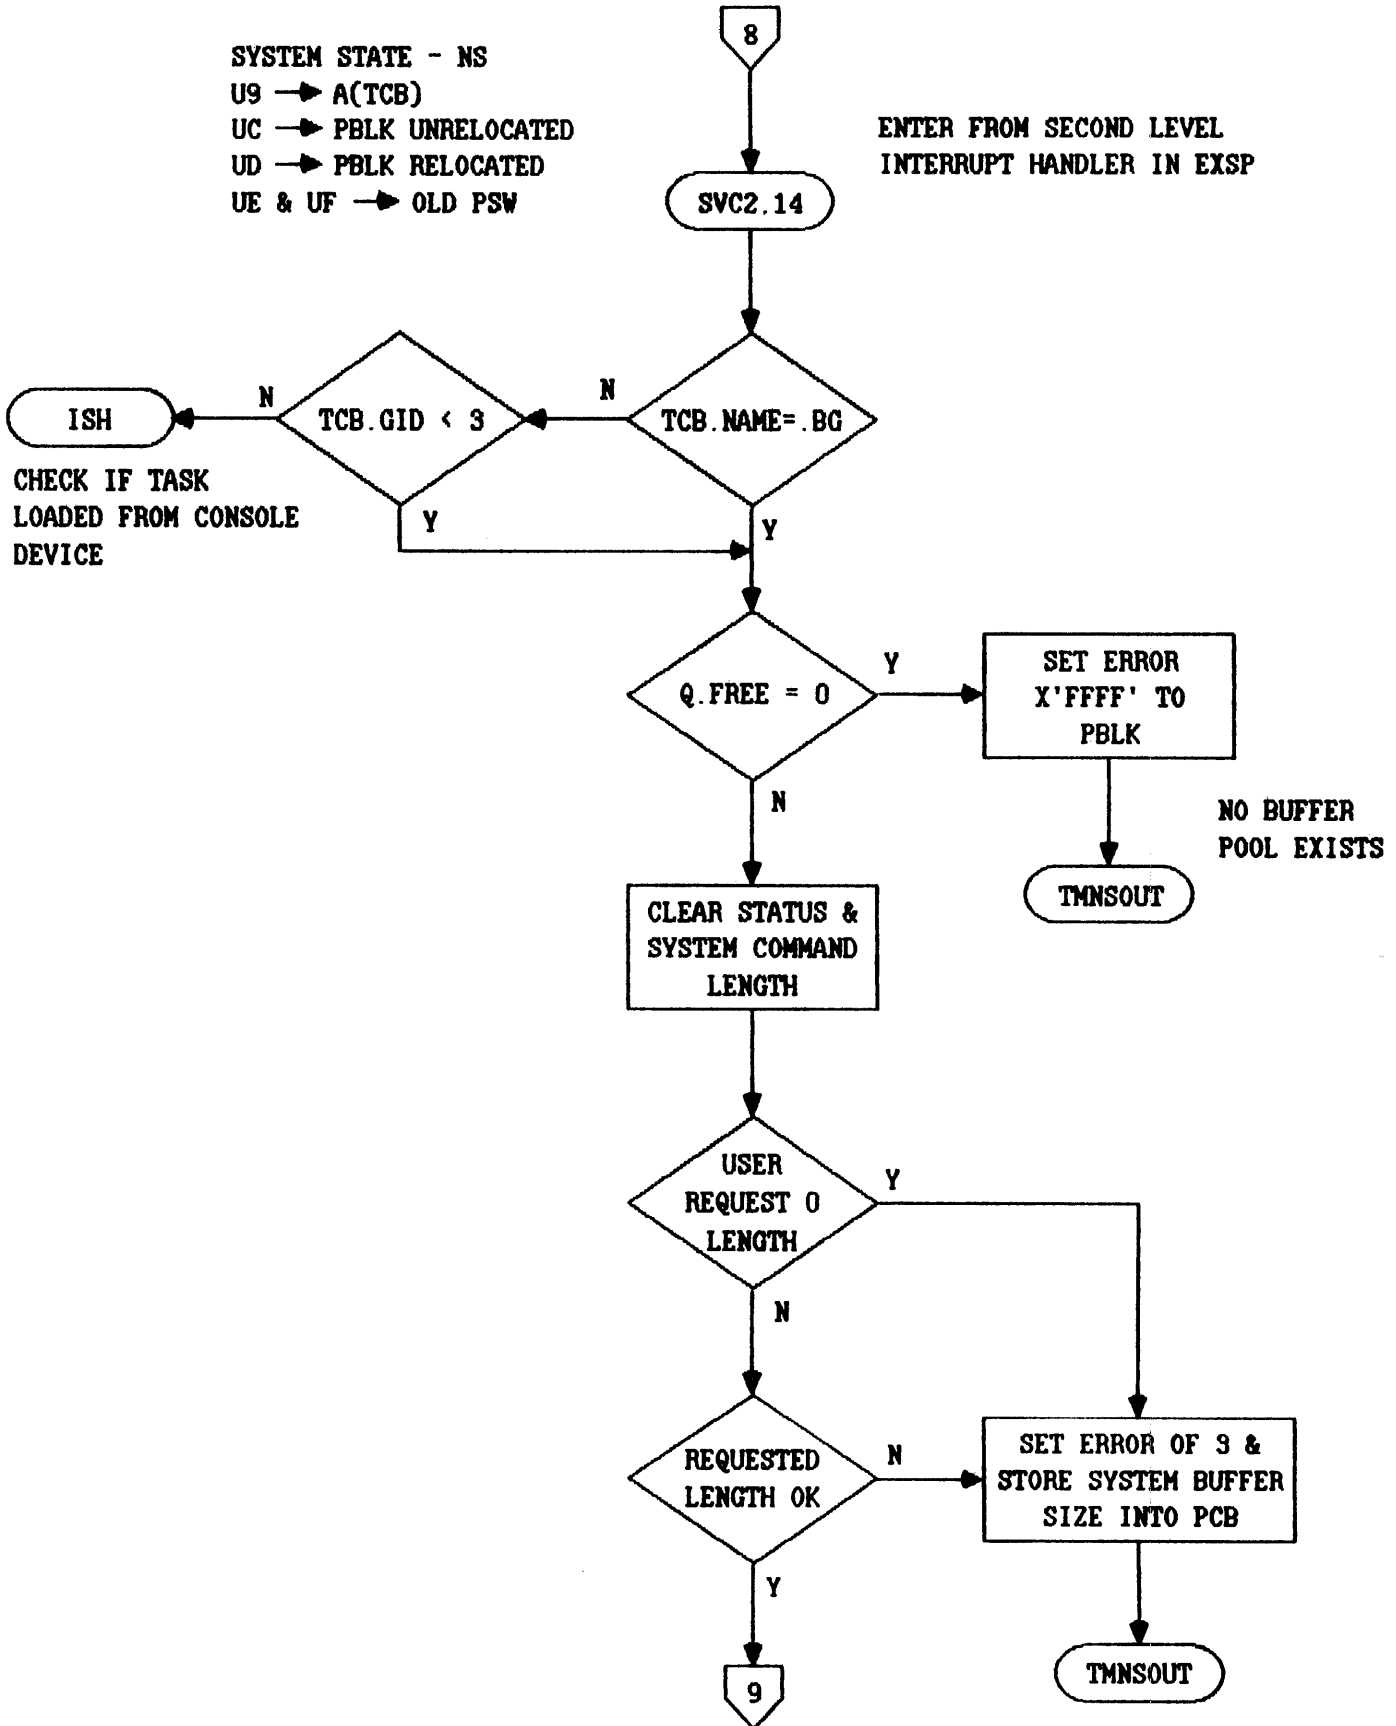 8
SYSTEM STATE - NS
U9 → A(TCB)
UC → PBLK UNRELOCATED
UD → PBLK RELOCATED
UE & UF → OLD PSW
ENTER FROM SECOND LEVEL
INTERRUPT HANDLER IN EXSP
SVC2.14
N
N
ISH
TCB.GID < 3
TCB.NAME=.BG
CHECK IF TASK
LOADED FROM CONSOLE
DEVICE
Y
Y
Q.FREE = 0
Y
SET ERROR
X'FFFF' TO
PBLK
N
NO BUFFER
POOL EXISTS
TMNSOUT
CLEAR STATUS &
SYSTEM COMMAND
LENGTH
USER
REQUEST 0
LENGTH
Y
N
REQUESTED
LENGTH OK
N
SET ERROR OF 3 &
STORE SYSTEM BUFFER
SIZE INTO PCB
Y
TMNSOUT
9